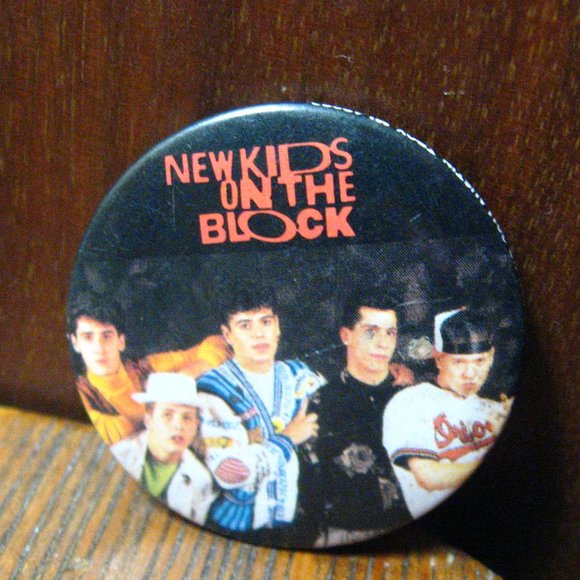 NEW KIDS
ON THE
BLOCK
Orioles